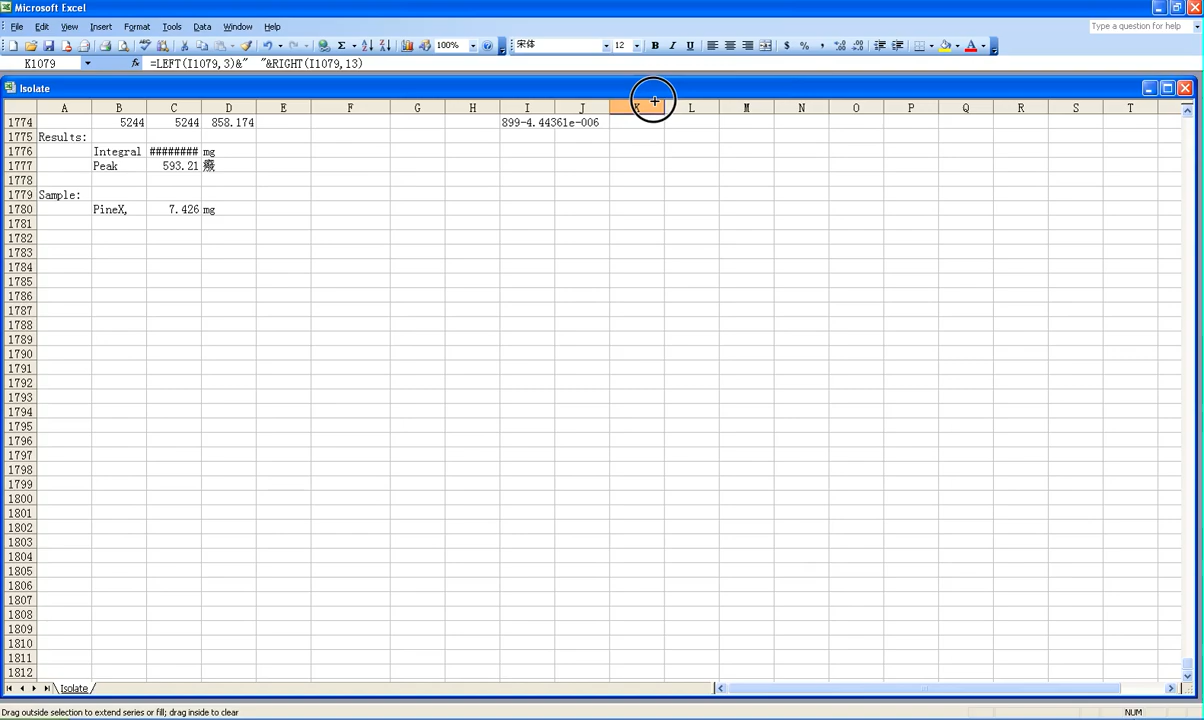 Microsoft Excel
File Edit View Insert Format Tools Data Window Help
Type a question for help
100% 宋体 12 B I U $ % ,
K1079 fx =LEFT(I1079,3)&"  "&RIGHT(I1079,13)
Isolate
A B C D E F G H I J K L M N O P Q R S T
1774 5244 5244 858.174 899-4.44361e-006
1775 Results:
1776 Integral ######## mg
1777 Peak 593.21
1778
1779 Sample:
1780 PineX, 7.426 mg
1781
1782
1783
1784
1785
1786
1787
1788
1789
1790
1791
1792
1793
1794
1795
1796
1797
1798
1799
1800
1801
1802
1803
1804
1805
1806
1807
1808
1809
1810
1811
1812
Isolate
Drag outside selection to extend series or fill; drag inside to clear
NUM